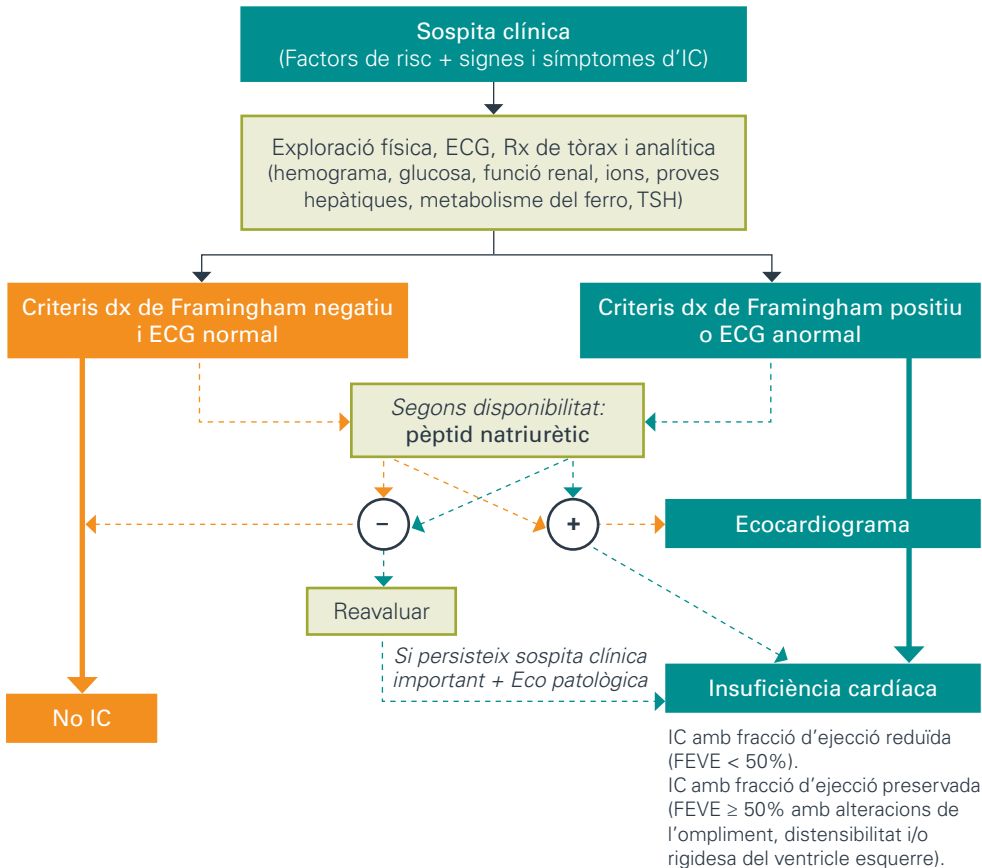 Sospita clínica
(Factors de risc + signes i símptomes d’IC)
Exploració física, ECG, Rx de tòrax i analítica
(hemograma, glucosa, funció renal, ions, proves
hepàtiques, metabolisme del ferro, TSH)
Criteris dx de Framingham negatiu
i ECG normal
Criteris dx de Framingham positiu
o ECG anormal
Segons disponibilitat:
pèptid natriurètic
–
+
Ecocardiograma
Reavaluar
Si persisteix sospita clínica
important + Eco patològica
No IC
Insuficiència cardíaca
IC amb fracció d’ejecció reduïda
(FEVE < 50%).
IC amb fracció d’ejecció preservada
(FEVE ≥ 50% amb alteracions de
l’ompliment, distensibilitat i/o
rigidesa del ventricle esquerre).